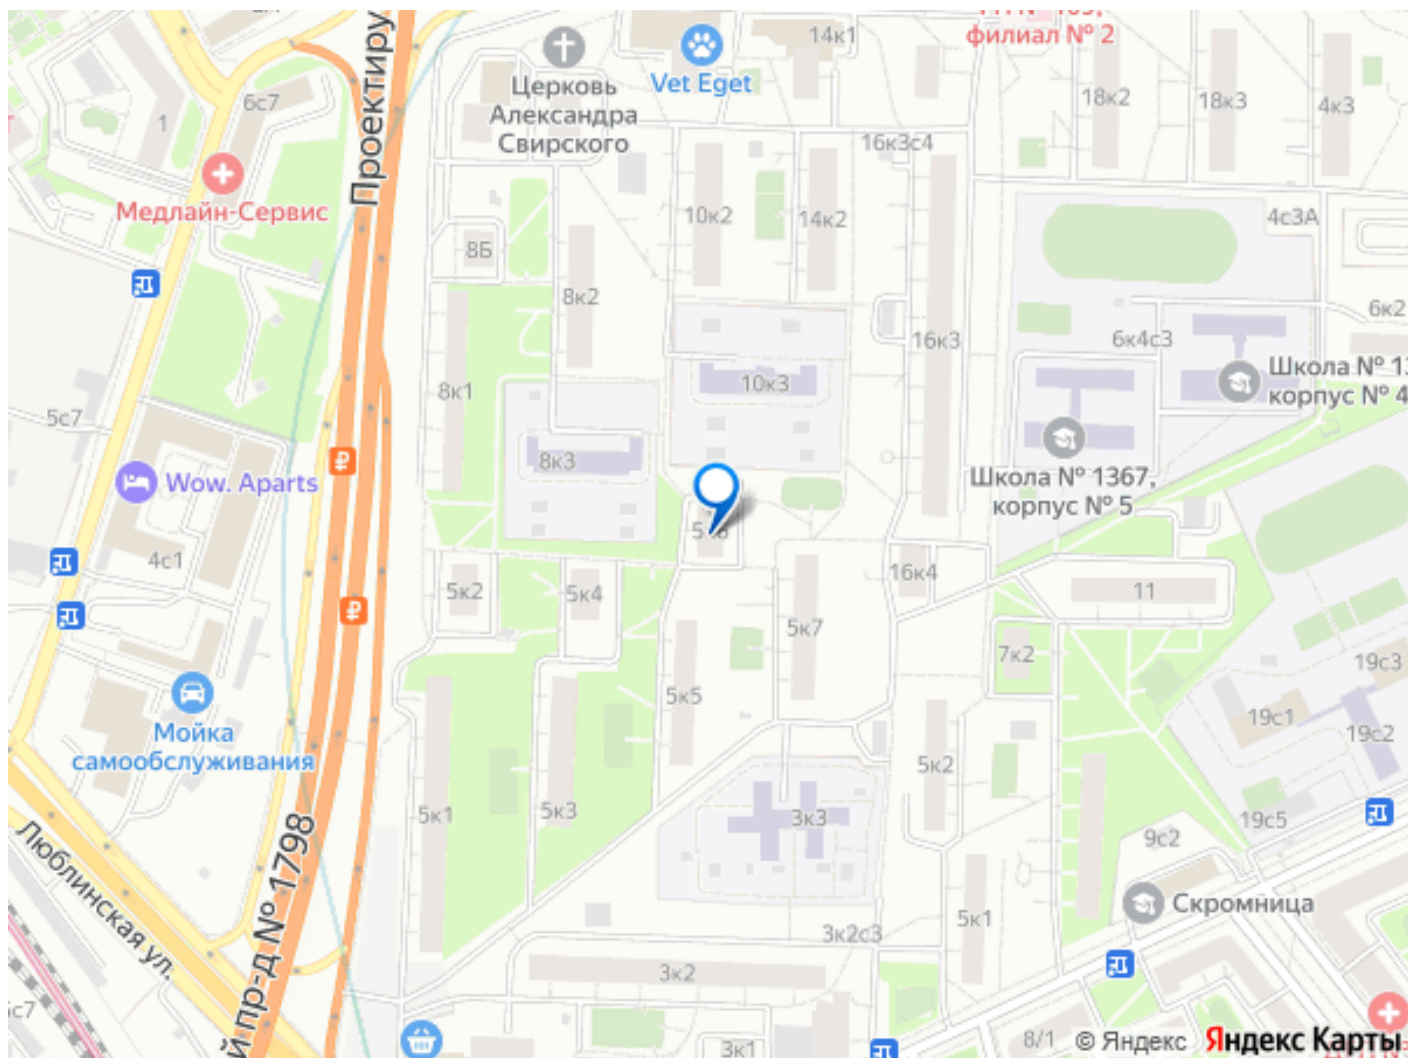 филиал № 2
14к1
Vet Eget
Церковь
Александра
Свирского
Проектиру
6с7
1
18к2
18к3
4к3
16к3с4
Медлайн-Сервис
10к2
14к2
4с3А
8Б
8к2
6к2
16к3
6к4с3
Школа № 13
корпус № 4
8к1
10к3
5с7
8к3
Школа № 1367,
корпус № 5
Wow. Aparts
4с1
5к2
5к4
16к4
11
5к7
7к2
19с3
5к5
19с1
19с2
Мойка
самообслуживания
5к2
5к1
5к3
3к3
19с5
9с2
Люблинская ул.
й пр-д № 1798
Скромница
5к1
3к2с3
3к2
8/1
3к1
© Яндекс
Яндекс Карты